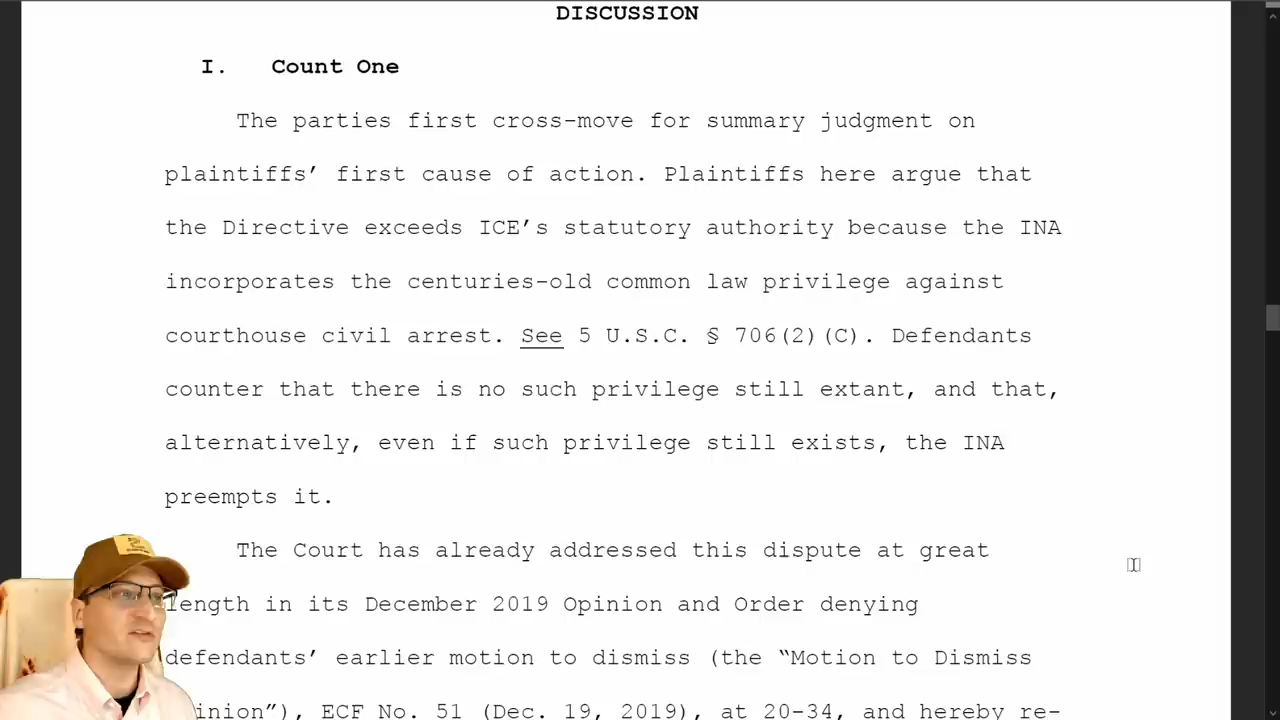 DISCUSSION
I. Count One
The parties first cross-move for summary judgment on
plaintiffs’ first cause of action. Plaintiffs here argue that
the Directive exceeds ICE’s statutory authority because the INA
incorporates the centuries-old common law privilege against
courthouse civil arrest. See 5 U.S.C. § 706(2)(C). Defendants
counter that there is no such privilege still extant, and that,
alternatively, even if such privilege still exists, the INA
preempts it.
The Court has already addressed this dispute at great
length in its December 2019 Opinion and Order denying
defendants’ earlier motion to dismiss (the “Motion to Dismiss
inion”), ECF No. 51 (Dec. 19, 2019), at 20-34, and hereby re-